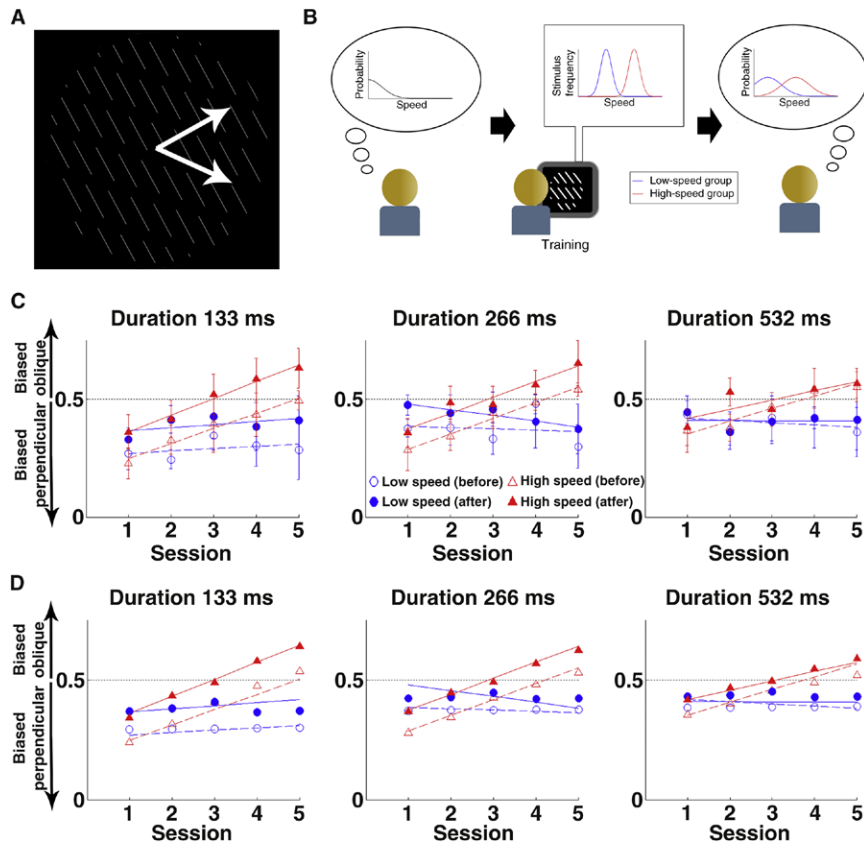 A
B
Probability
Speed
Stimulus
frequency
Speed
Probability
Speed
Low-speed group
High-speed group
Training
C
Duration 133 ms
Duration 266 ms
Duration 532 ms
Biased
perpendicular
Biased
oblique
0.5
0
1 2 3 4 5
Session
0.5
0
Low speed (before)
High speed (before)
Low speed (after)
High speed (atfer)
1 2 3 4 5
Session
0.5
0
1 2 3 4 5
Session
D
Duration 133 ms
Duration 266 ms
Duration 532 ms
Biased
perpendicular
Biased
oblique
0.5
0
1 2 3 4 5
Session
0.5
0
1 2 3 4 5
Session
0.5
0
1 2 3 4 5
Session